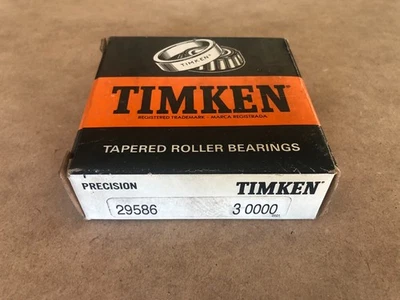 TIMKEN
TIMKEN
REGISTERED TRADEMARK · MARCA REGISTRADA
TAPERED ROLLER BEARINGS
PRECISION TIMKEN
29586 3 0000